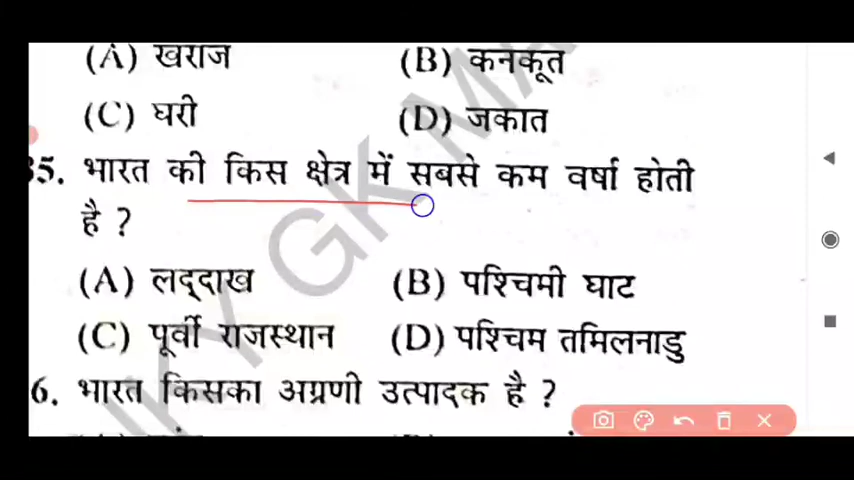 (A) खराज (B) कनकूत
(C) घरी (D) जकात
35. भारत की किस क्षेत्र में सबसे कम वर्षा होती
है ?
(A) लद्दाख (B) पश्चिमी घाट
(C) पूर्वी राजस्थान (D) पश्चिम तमिलनाडु
6. भारत किसका अग्रणी उत्पादक है ?